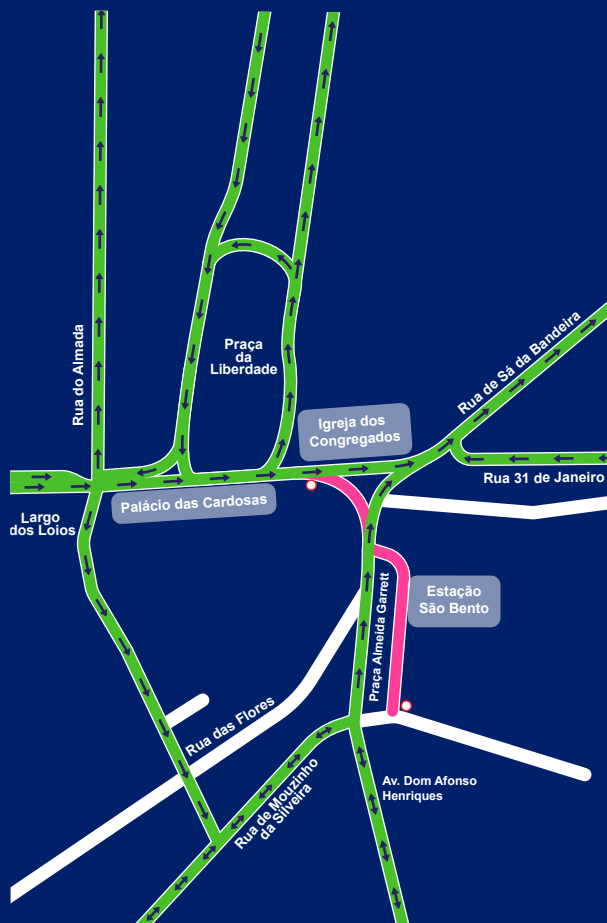 Rua do Almada
Praça
da
Liberdade
Rua de Sá da Bandeira
Igreja dos
Congregados
Rua 31 de Janeiro
Palácio das Cardosas
Largo
dos Loios
Estação
São Bento
Praça Almeida Garrett
Rua das Flores
Rua de Mouzinho
da Silveira
Av. Dom Afonso
Henriques